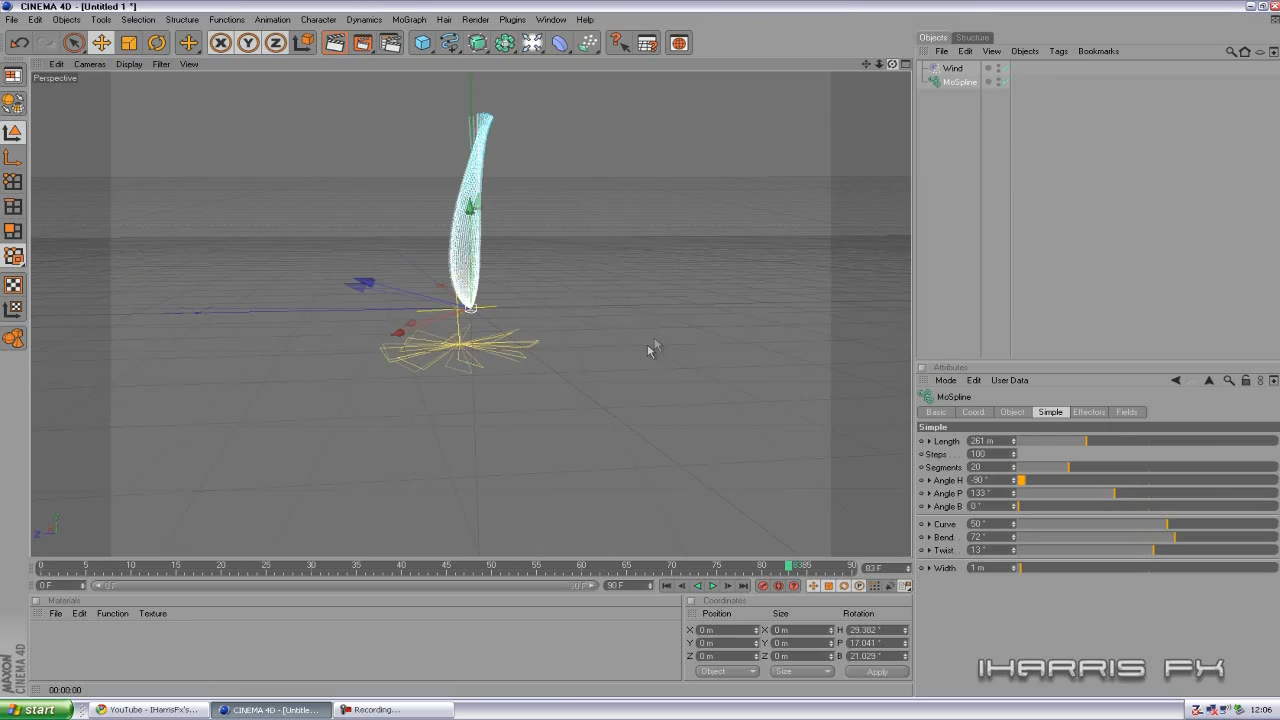 CINEMA 4D - [Untitled 1 *]
File Edit Objects Tools Selection Structure Functions Animation Character Dynamics MoGraph Hair Render Plugins Window Help
Objects Structure
File Edit View Objects Tags Bookmarks
Edit Cameras Display Filter View
Perspective
Wind
MoSpline
Attributes
Mode Edit User Data
MoSpline
Basic Coord. Object Simple Effectors Fields
Simple
Length 261 m
Steps . . . 100
Segments 20
Angle H -90 °
Angle P 133 °
Angle B 0 °
Curve 50 °
Bend. . 72 °
Twist. . 13 °
Width 1 m
Y
Z
0 5 10 15 20 25 30 35 40 45 50 55 60 65 70 75 80 8385 90 83 F
0 F 0 F 90 F 90 F
Materials
File Edit Function Texture
Coordinates
Position Size Rotation
X 0 m X 0 m H 29.382 °
Y 0 m Y 0 m P 17.041 °
Z 0 m Z 0 m B 21.029 °
Object Size Apply
MAXON
CINEMA 4D
IHARRIS FX
00:00:00
start YouTube - IHarrisFx's... CINEMA 4D - [Untitle... Recording... 12:06